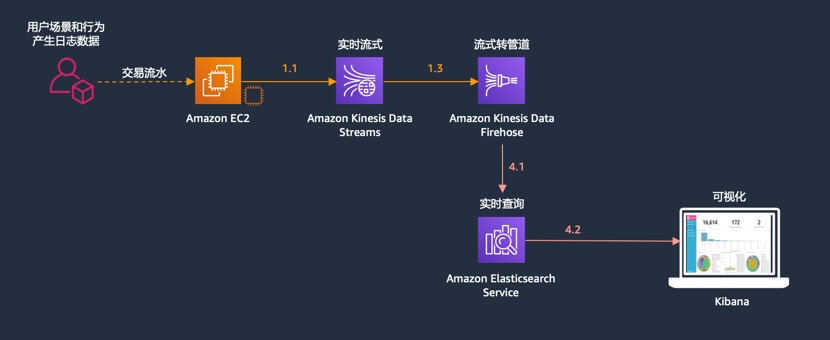 用户场景和行为
产生日志数据
交易流水
Amazon EC2
1.1
实时流式
Amazon Kinesis Data
Streams
1.3
流式转管道
Amazon Kinesis Data
Firehose
4.1
实时查询
Amazon Elasticsearch
Service
4.2
可视化
16,614
172
2
Kibana